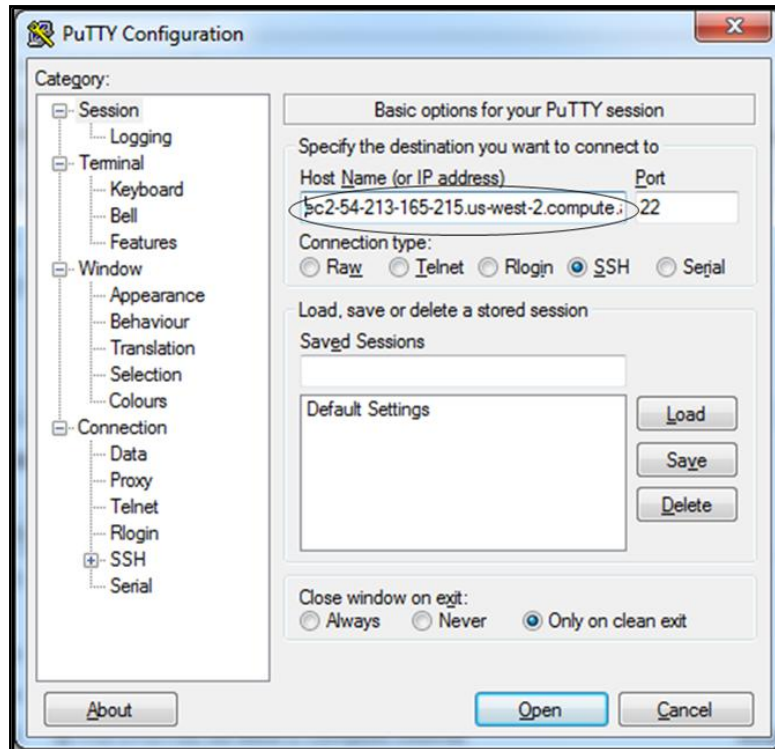 PuTTY Configuration
Category:
Session
Logging
Terminal
Keyboard
Bell
Features
Window
Appearance
Behaviour
Translation
Selection
Colours
Connection
Data
Proxy
Telnet
Rlogin
SSH
Serial
Basic options for your PuTTY session
Specify the destination you want to connect to
Host Name (or IP address) Port
ec2-54-213-165-215.us-west-2.compute. 22
Connection type:
Raw Telnet Rlogin SSH Serial
Load, save or delete a stored session
Saved Sessions
Default Settings
Load
Save
Delete
Close window on exit:
Always Never Only on clean exit
About Open Cancel